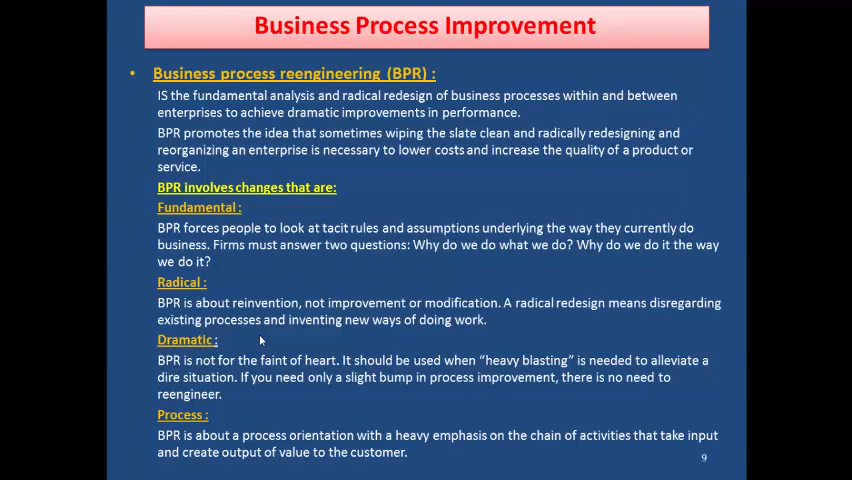 Business Process Improvement
• Business process reengineering (BPR) :
IS the fundamental analysis and radical redesign of business processes within and between
enterprises to achieve dramatic improvements in performance.
BPR promotes the idea that sometimes wiping the slate clean and radically redesigning and
reorganizing an enterprise is necessary to lower costs and increase the quality of a product or
service.
BPR involves changes that are:
Fundamental :
BPR forces people to look at tacit rules and assumptions underlying the way they currently do
business. Firms must answer two questions: Why do we do what we do? Why do we do it the way
we do it?
Radical :
BPR is about reinvention, not improvement or modification. A radical redesign means disregarding
existing processes and inventing new ways of doing work.
Dramatic :
BPR is not for the faint of heart. It should be used when “heavy blasting” is needed to alleviate a
dire situation. If you need only a slight bump in process improvement, there is no need to
reengineer.
Process :
BPR is about a process orientation with a heavy emphasis on the chain of activities that take input
and create output of value to the customer.
9